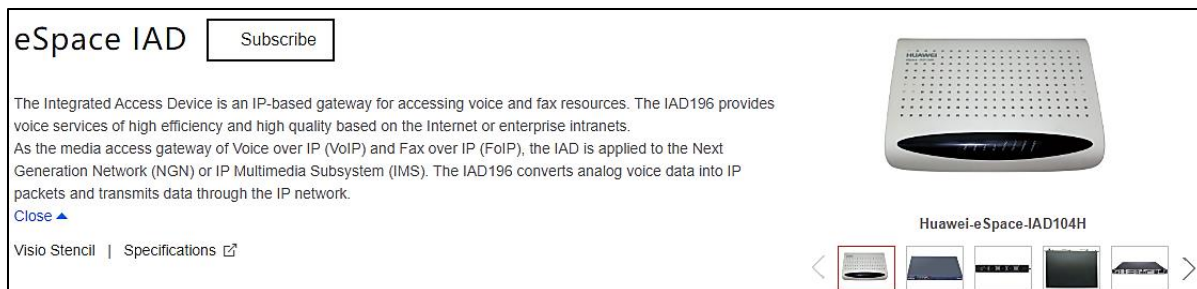 eSpace IAD
Subscribe
The Integrated Access Device is an IP-based gateway for accessing voice and fax resources. The IAD196 provides
voice services of high efficiency and high quality based on the Internet or enterprise intranets.
As the media access gateway of Voice over IP (VoIP) and Fax over IP (FoIP), the IAD is applied to the Next
Generation Network (NGN) or IP Multimedia Subsystem (IMS). The IAD196 converts analog voice data into IP
packets and transmits data through the IP network.
Close
Visio Stencil | Specifications
HUAWEI
Huawei-eSpace-IAD104H